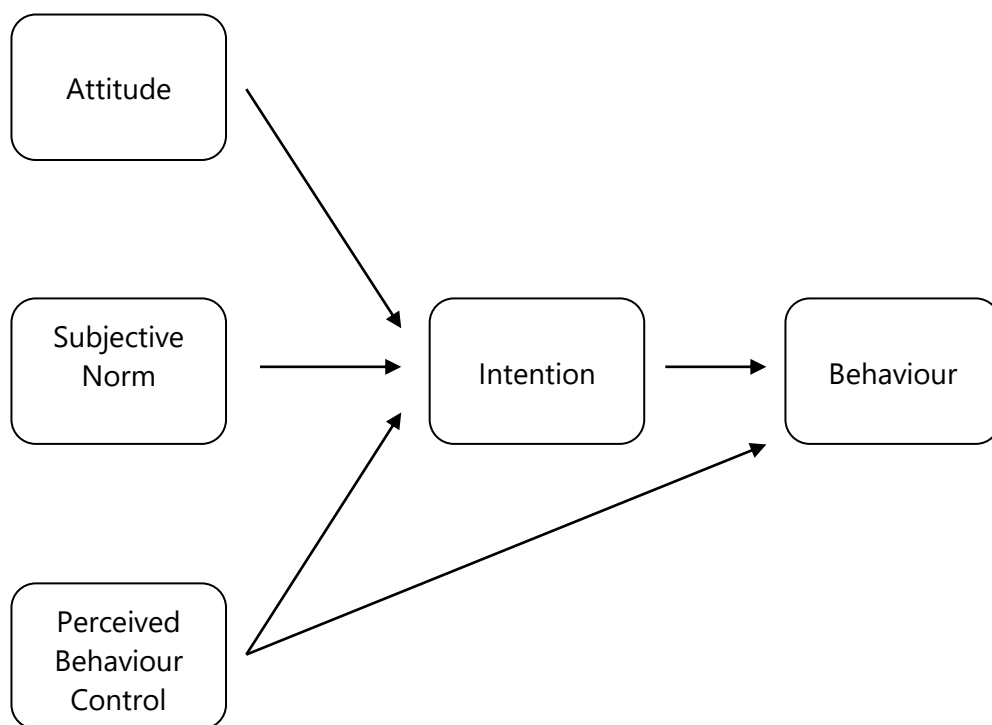 Attitude
Subjective
Norm
Intention
Behaviour
Perceived
Behaviour
Control